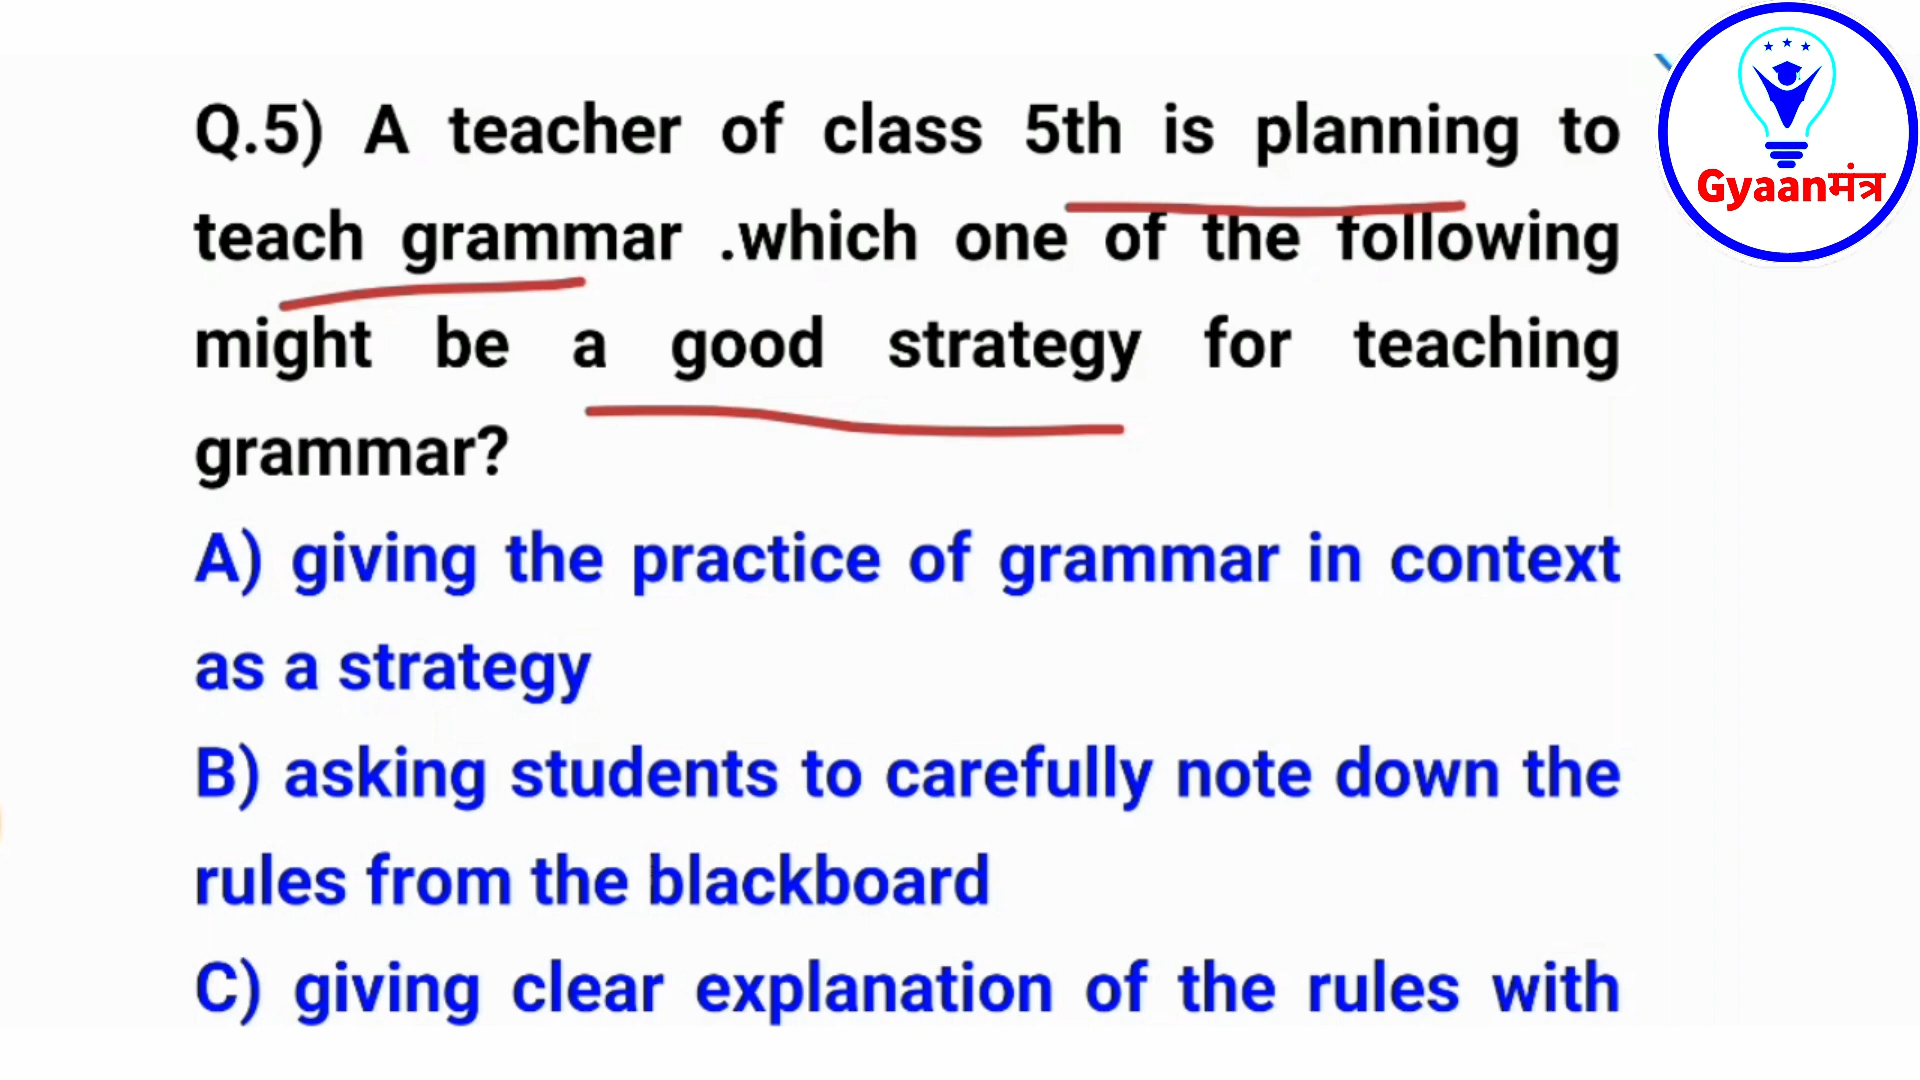 Q.5) A teacher of class 5th is planning to
teach grammar .which one of the following
might be a good strategy for teaching
grammar?
A) giving the practice of grammar in context
as a strategy
B) asking students to carefully note down the
rules from the blackboard
C) giving clear explanation of the rules with
Gyaanमंत्र